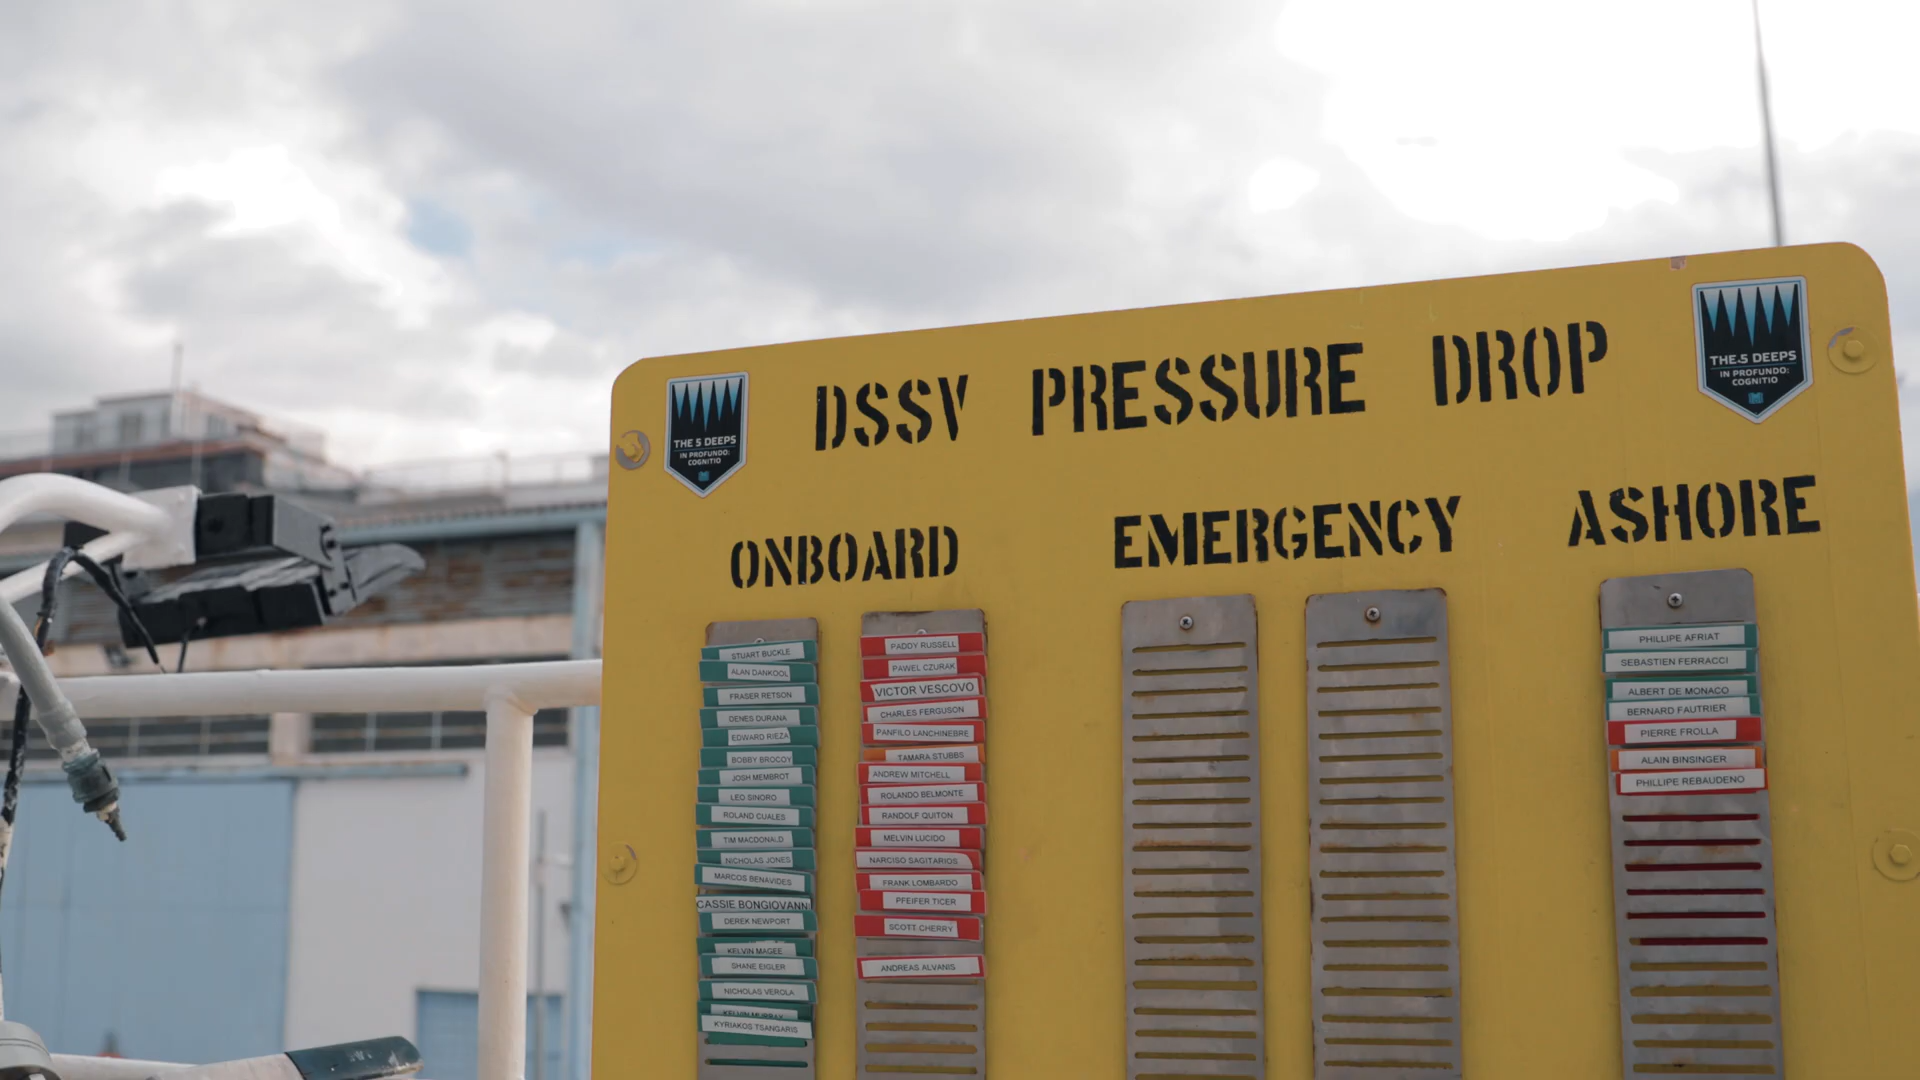 DSSV PRESSURE DROP
THE 5 DEEPS
IN PROFUNDO:
COGNITIO
THE 5 DEEPS
IN PROFUNDO:
COGNITIO
ONBOARD
STUART BUCKLE
ALAN DANKOOL
FRASER RETSON
DENES DURANA
EDWARD RIEZA
BOBBY BROCOY
JOSH MEMBROT
LEO SINORO
ROLAND CUALES
TIM MACDONALD
NICHOLAS JONES
MARCOS BENAVIDES
CASSIE BONGIOVANN
DEREK NEWPORT
KELVIN MAGEE
SHANE EIGLER
NICHOLAS VEROLA
KELVIN MURRAY
KYRIAKOS TSANGARIS
PADDY RUSSELL
PAWEL CZURAK
VICTOR VESCOVO
CHARLES FERGUSON
PANFILO LANCHINEBRE
TAMARA STUBBS
ANDREW MITCHELL
ROLANDO BELMONTE
RANDOLF QUITON
MELVIN LUCIDO
NARCISO SAGITARIOS
FRANK LOMBARDO
PFEIFER TICER
SCOTT CHERRY
ANDREAS ALVANIS
EMERGENCY
ASHORE
PHILLIPE AFRIAT
SEBASTIEN FERRACCI
ALBERT DE MONACO
BERNARD FAUTRIER
PIERRE FROLLA
ALAIN BINSINGER
PHILLIPE REBAUDENO